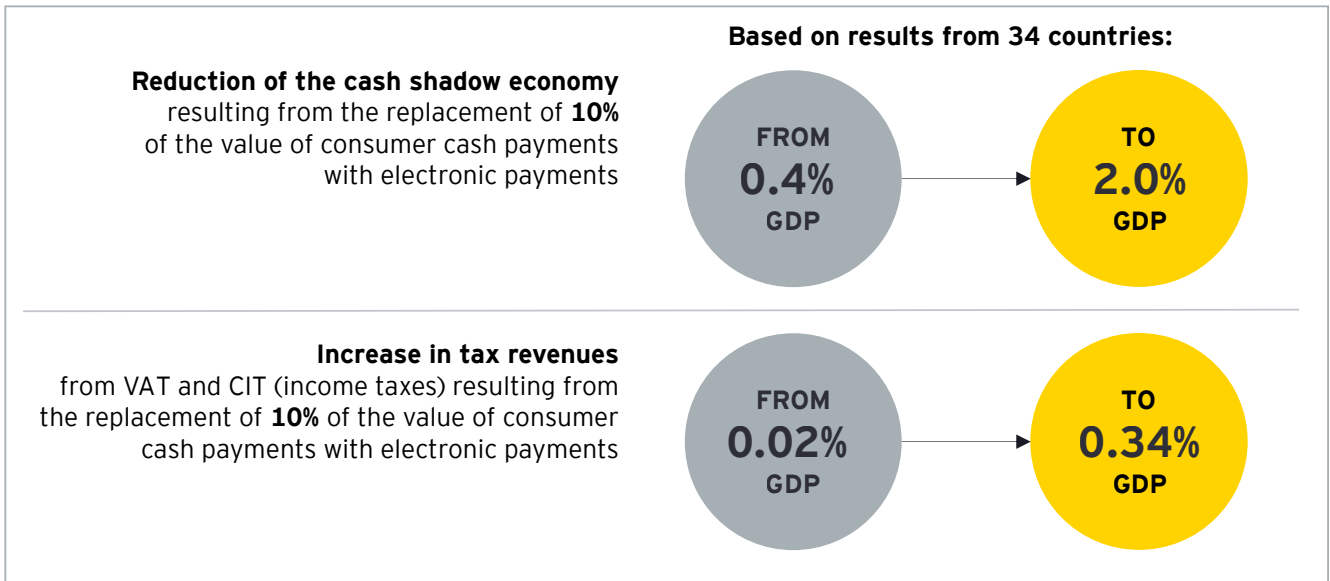 Based on results from 34 countries:
Reduction of the cash shadow economy
resulting from the replacement of 10%
of the value of consumer cash payments
with electronic payments
FROM
0.4%
GDP
TO
2.0%
GDP
Increase in tax revenues
from VAT and CIT (income taxes) resulting from
the replacement of 10% of the value of consumer
cash payments with electronic payments
FROM
0.02%
GDP
TO
0.34%
GDP